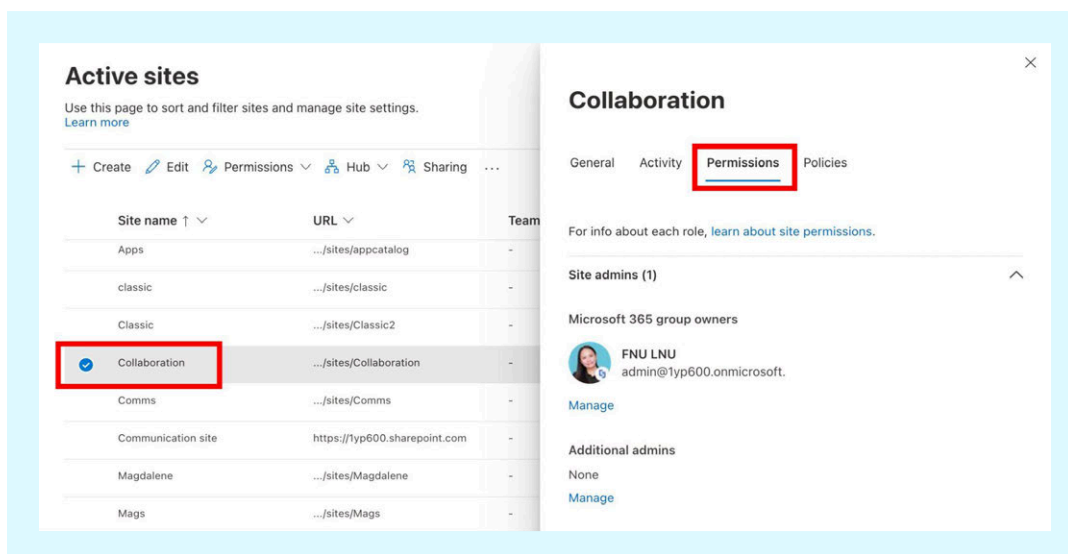 Active sites
Use this page to sort and filter sites and manage site settings.
Learn more
Create Edit Permissions Hub Sharing ...
Site name ↑ URL Team
Apps .../sites/appcatalog -
classic .../sites/classic -
Classic .../sites/Classic2 -
Collaboration .../sites/Collaboration -
Comms .../sites/Comms -
Communication site https://1yp600.sharepoint.com -
Magdalene .../sites/Magdalene -
Mags .../sites/Mags -
Collaboration
General Activity Permissions Policies
For info about each role, learn about site permissions.
Site admins (1)
Microsoft 365 group owners
FNU LNU
admin@1yp600.onmicrosoft.
Manage
Additional admins
None
Manage